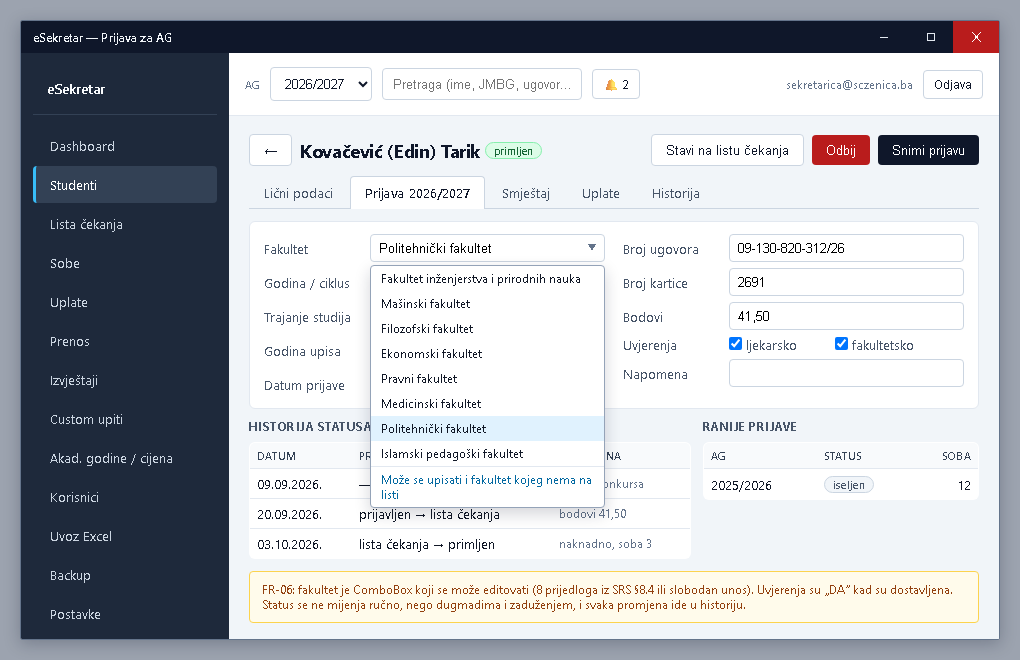 eSekretar — Prijava za AG
eSekretar
AG
2026/2027
Pretraga (ime, JMBG, ugovor...
🔔 2
sekretarica@sczenica.ba
Odjava
Dashboard
Studenti
Lista čekanja
Sobe
Uplate
Prenos
Izvještaji
Custom upiti
Akad. godine / cijena
Korisnici
Uvoz Excel
Backup
Postavke
← Kovačević (Edin) Tarik primljen
Stavi na listu čekanja
Odbij
Snimi prijavu
Lični podaci
Prijava 2026/2027
Smještaj
Uplate
Historija
Fakultet
Politehnički fakultet
Godina / ciklus
Trajanje studija
Godina upisa
Datum prijave
Fakultet inženjerstva i prirodnih nauka
Mašinski fakultet
Filozofski fakultet
Ekonomski fakultet
Pravni fakultet
Medicinski fakultet
Politehnički fakultet
Islamski pedagoški fakultet
Može se upisati i fakultet kojeg nema na
listi
Broj ugovora
09-130-820-312/26
Broj kartice
2691
Bodovi
41,50
Uvjerenja
ljekarsko
fakultetsko
Napomena
HISTORIJA STATUSA
DATUM
09.09.2026. —
20.09.2026. prijavljen → lista čekanja bodovi 41,50
03.10.2026. lista čekanja → primljen naknadno, soba 3
RANIJE PRIJAVE
AG STATUS SOBA
2025/2026 iseljen 12
FR-06: fakultet je ComboBox koji se može editovati (8 prijedloga iz SRS §8.4 ili slobodan unos). Uvjerenja su „DA” kad su dostavljena.
Status se ne mijenja ručno, nego dugmadima i zaduženjem, i svaka promjena ide u historiju.